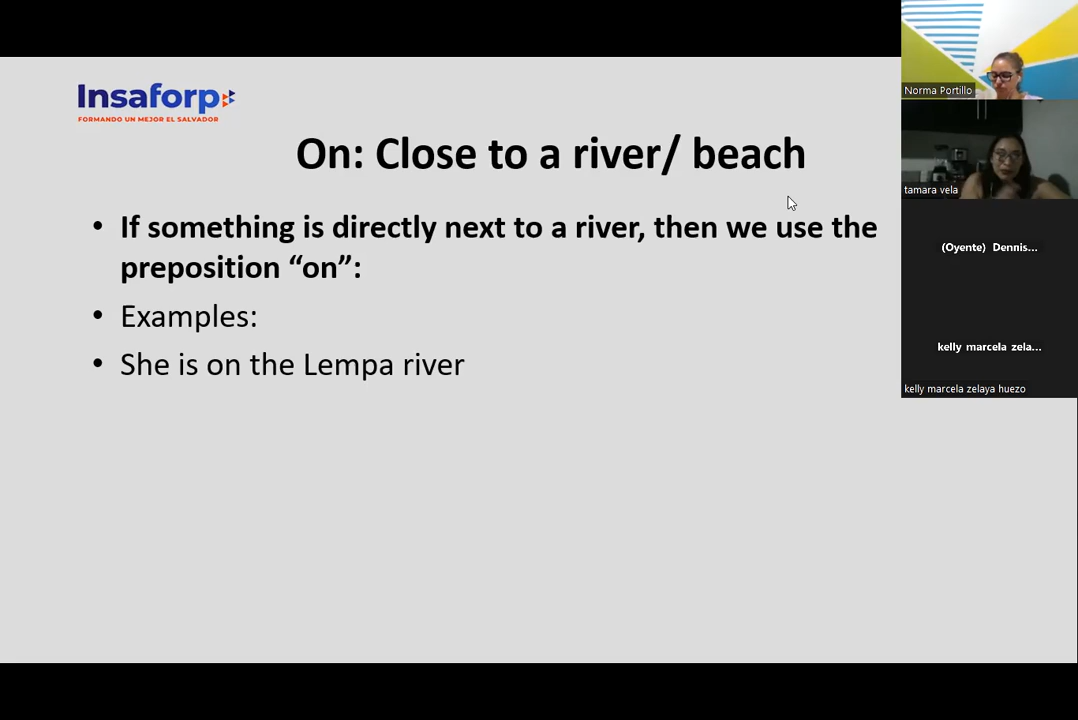 Insaforp
FORMANDO UN MEJOR EL SALVADOR
On: Close to a river/ beach
• If something is directly next to a river, then we use the
preposition “on”:
• Examples:
• She is on the Lempa river
Norma Portillo
tamara vela
(Oyente) Dennis...
kelly marcela zela...
kelly marcela zelaya huezo